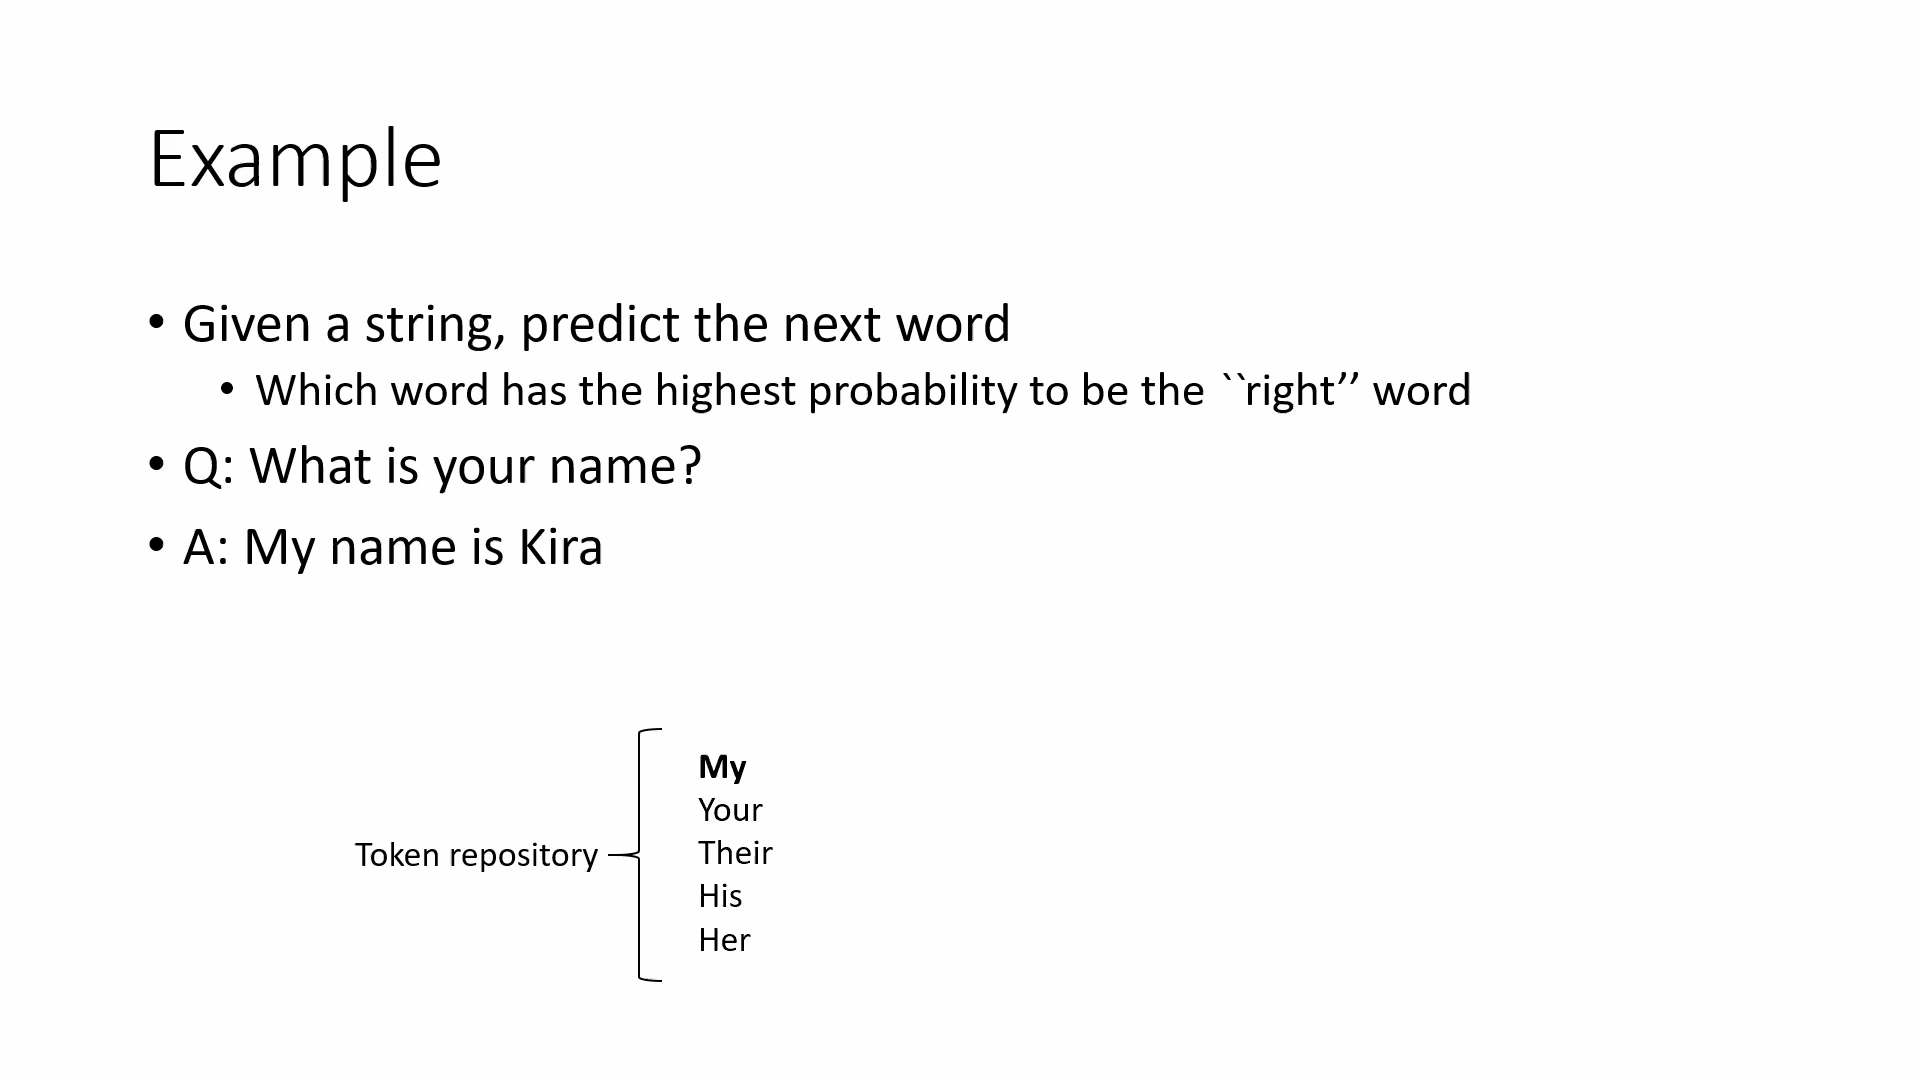 Example
• Given a string, predict the next word
• Which word has the highest probability to be the ``right’’ word
• Q: What is your name?
• A: My name is Kira
Token repository
My
Your
Their
His
Her